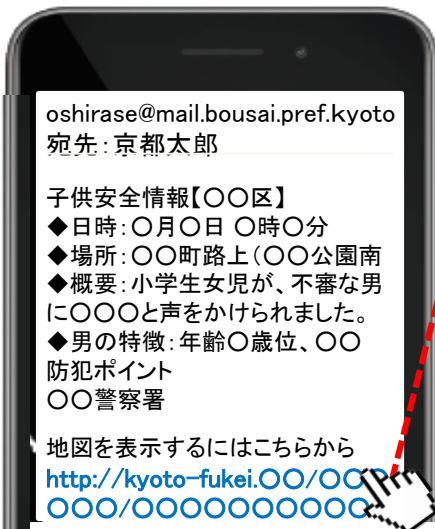 oshirase@mail.bousai.pref.kyoto
宛先：京都太郎
子供安全情報【〇〇区】
◆日時：〇月〇日 〇時〇分
◆場所：〇〇町路上（〇〇公園南
◆概要：小学生女児が、不審な男
に〇〇〇と声をかけられました。
◆男の特徴：年齢〇歳位、〇〇
防犯ポイント
〇〇警察署
地図を表示するにはこちらから
http://kyoto-fukei.〇〇/〇〇〇
〇〇〇/〇〇〇〇〇〇〇〇〇〇